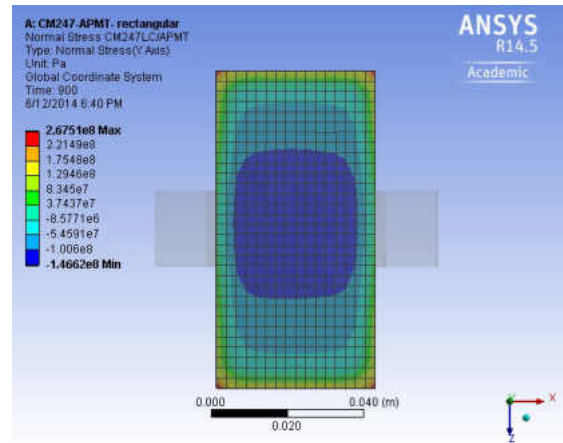 A: CM247-APMT- rectangular
Normal Stress CM247LC/APMT
Type: Normal Stress(Y Axis)
Unit: Pa
Global Coordinate System
Time: 900
6/12/2014 6:40 PM
2.6751e8 Max
2.2149e8
1.7548e8
1.2946e8
8.345e7
3.7437e7
-8.5771e6
-5.4591e7
-1.006e8
-1.4662e8 Min
ANSYS
R14.5
Academic
0.000
0.040 (m)
0.020
Y
X
Z